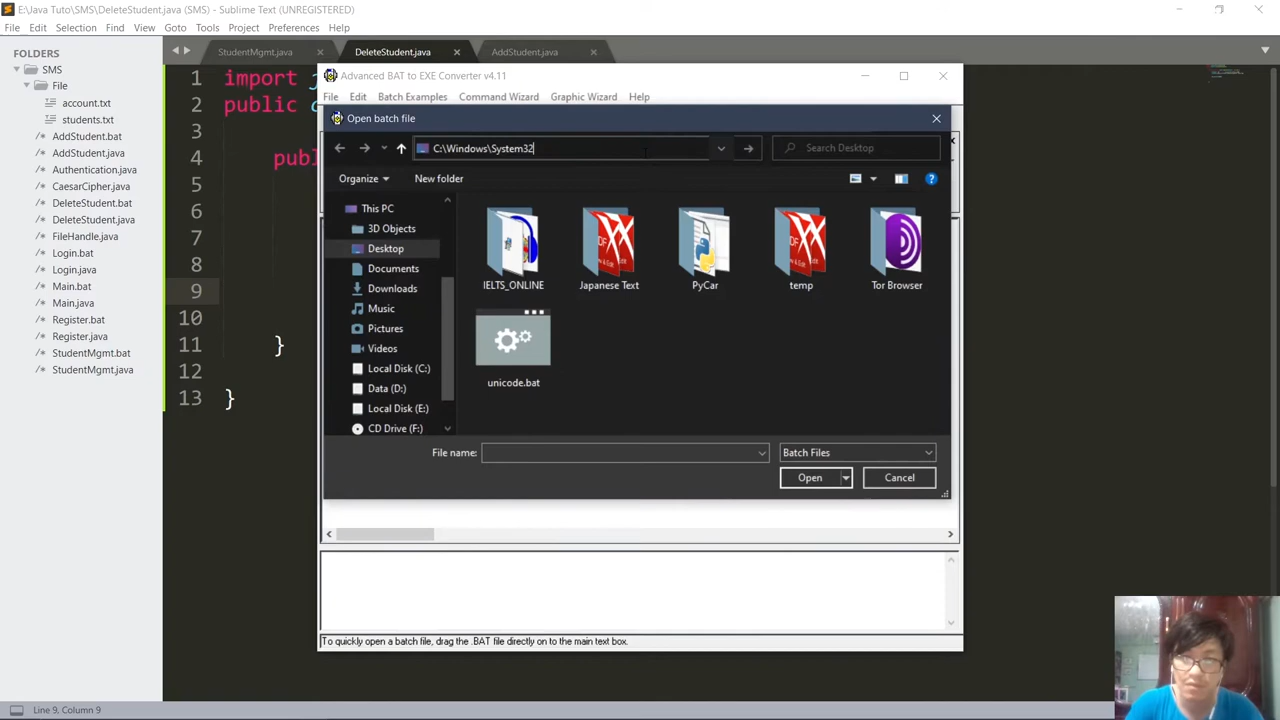 E:\Java Tuto\SMS\DeleteStudent.java (SMS) - Sublime Text (UNREGISTERED)
File Edit Selection Find View Goto Tools Project Preferences Help
FOLDERS
SMS
File
account.txt
students.txt
AddStudent.bat
AddStudent.java
Authentication.java
CaesarCipher.java
DeleteStudent.bat
DeleteStudent.java
FileHandle.java
Login.bat
Login.java
Main.bat
Main.java
Register.bat
Register.java
StudentMgmt.bat
StudentMgmt.java
StudentMgmt.java DeleteStudent.java AddStudent.java
1 import
2 public
3
4 publ
5
6
7
8
9
10
11 }
12
13 }
Advanced BAT to EXE Converter v4.11
File Edit Batch Examples Command Wizard Graphic Wizard Help
Open batch file
C:\Windows\System32
Search Desktop
Organize New folder
This PC
3D Objects
Desktop
Documents
Downloads
Music
Pictures
Videos
Local Disk (C:)
Data (D:)
Local Disk (E:)
CD Drive (F:)
IELTS_ONLINE Japanese Text PyCar temp Tor Browser
unicode.bat
File name: Batch Files
Open Cancel
To quickly open a batch file, drag the .BAT file directly on to the main text box.
Line 9, Column 9